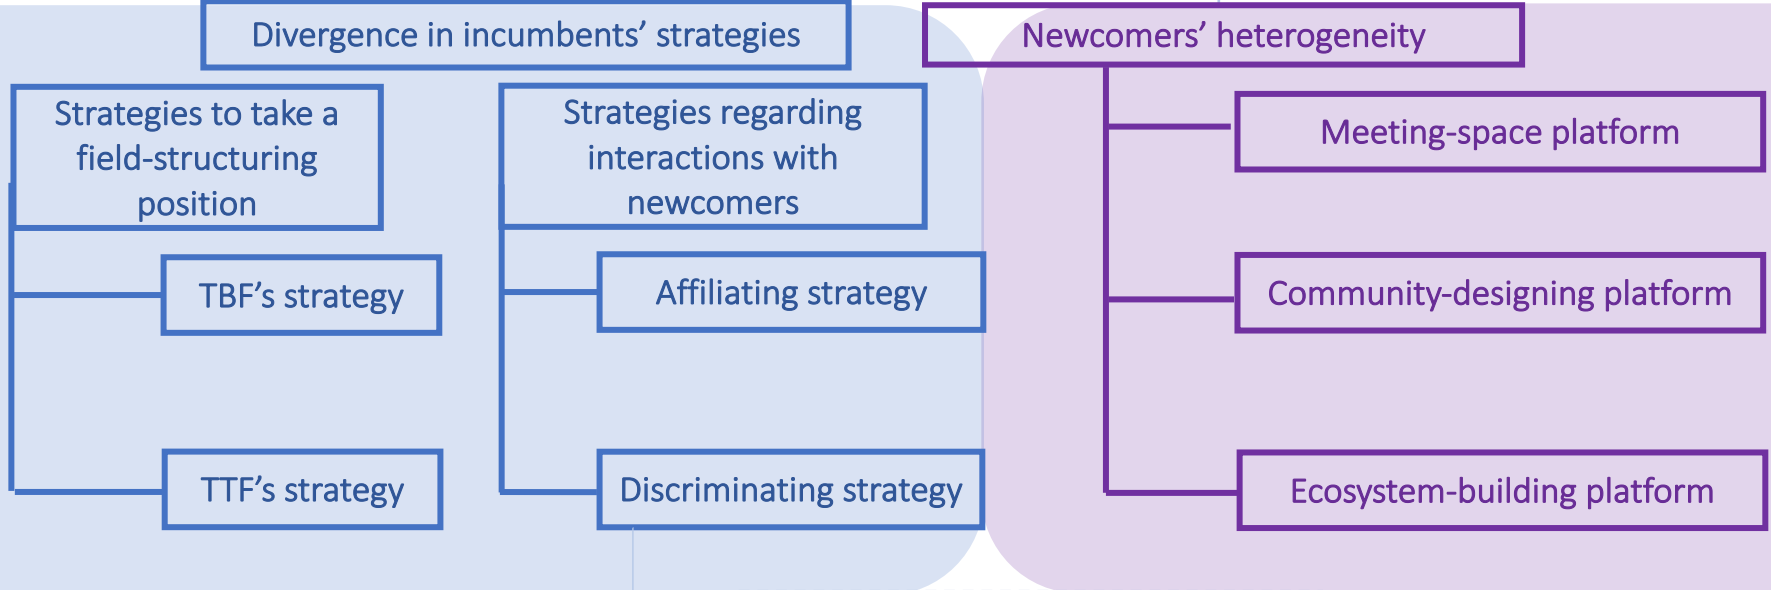 Divergence in incumbents’ strategies
Strategies to take a
field-structuring
position
TBF’s strategy
TTF’s strategy
Strategies regarding
interactions with
newcomers
Affiliating strategy
Discriminating strategy
Newcomers’ heterogeneity
Meeting-space platform
Community-designing platform
Ecosystem-building platform